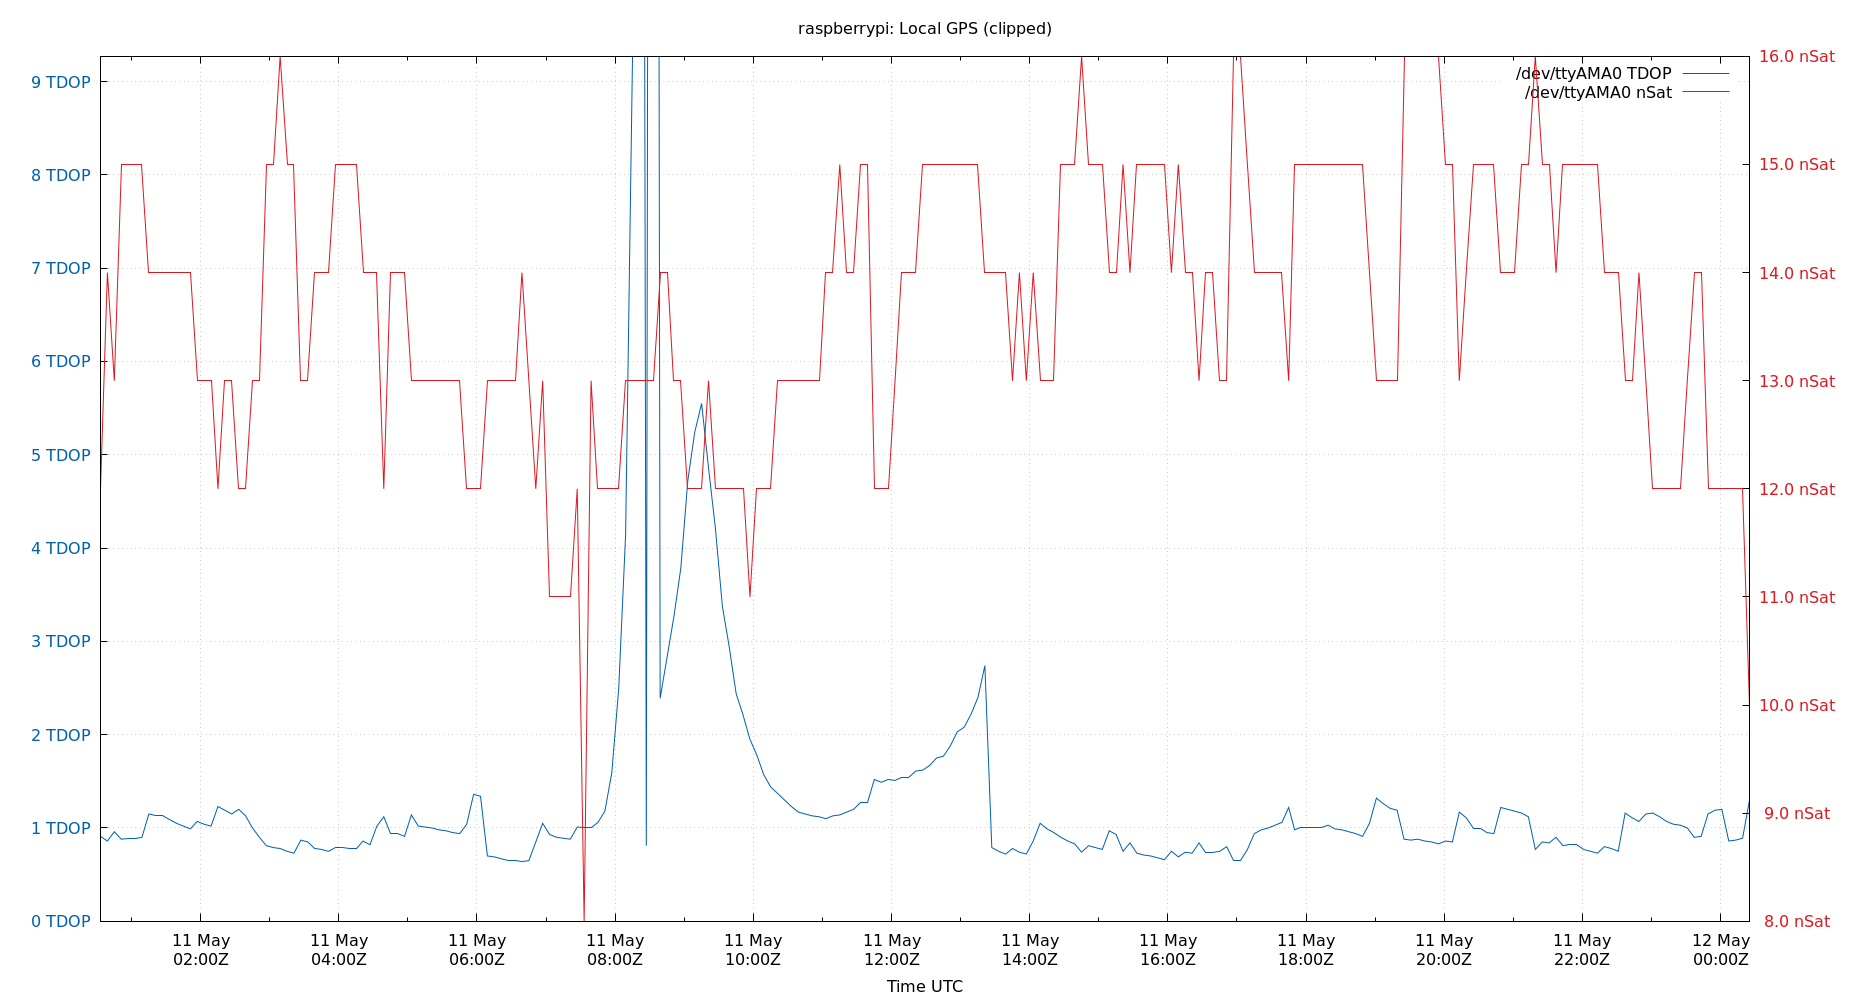 raspberrypi: Local GPS (clipped)
9 TDOP
8 TDOP
7 TDOP
6 TDOP
5 TDOP
4 TDOP
3 TDOP
2 TDOP
1 TDOP
0 TDOP
/dev/ttyAMA0 TDOP
/dev/ttyAMA0 nSat
16.0 nSat
15.0 nSat
14.0 nSat
13.0 nSat
12.0 nSat
11.0 nSat
10.0 nSat
9.0 nSat
8.0 nSat
11 May 11 May 11 May 11 May 11 May 11 May 11 May 11 May 11 May 11 May 11 May 12 May
02:00Z 04:00Z 06:00Z 08:00Z 10:00Z 12:00Z 14:00Z 16:00Z 18:00Z 20:00Z 22:00Z 00:00Z
Time UTC